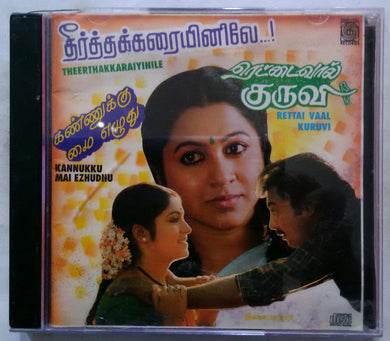 தீர்த்தக்கரையினிலே...!
THEERTHAKKARAIYINILE
ரெட்டைவால்
குருவி
RETTAI VAAL
KURUVI
கண்ணுக்கு
மை எழுது
KANNUKKU
MAI EZHUDHU